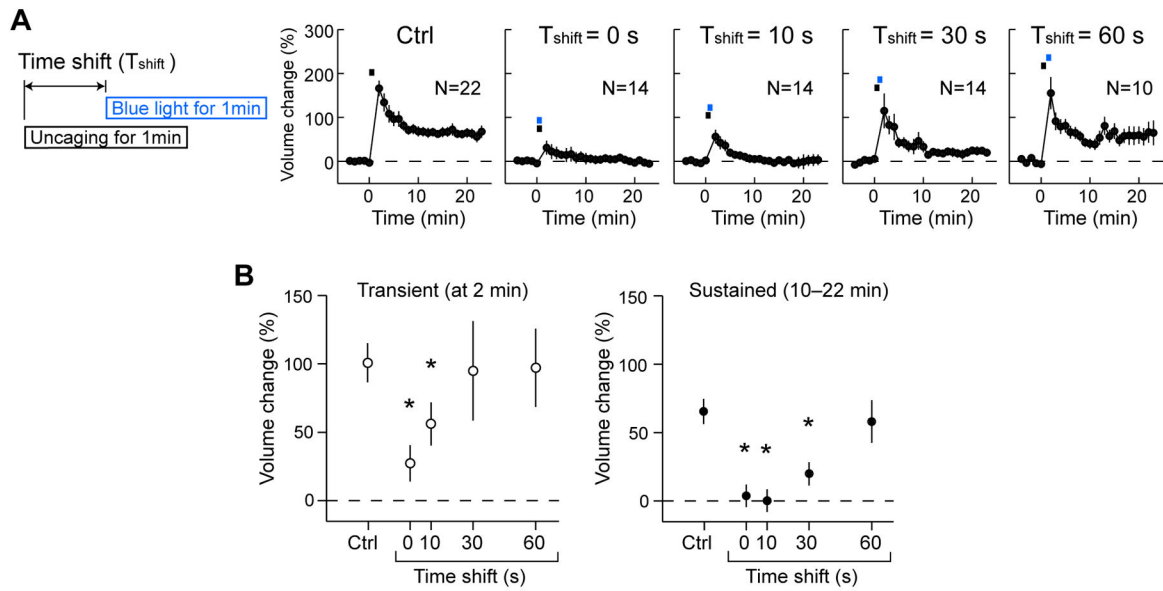 A
Time shift (Tshift)
Blue light for 1min
Uncaging for 1min
Volume change (%)
300
200
100
0
Ctrl
N=22
0 10 20
Time (min)
Tshift = 0 s
N=14
0 10 20
Time (min)
Tshift = 10 s
N=14
0 10 20
Time (min)
Tshift = 30 s
N=14
0 10 20
Time (min)
Tshift = 60 s
N=10
0 10 20
Time (min)
B
Transient (at 2 min)
Volume change (%)
150
100
50
0
*
*
Ctrl 0 10 30 60
Time shift (s)
Sustained (10–22 min)
Volume change (%)
150
100
50
0
* * *
Ctrl 0 10 30 60
Time shift (s)